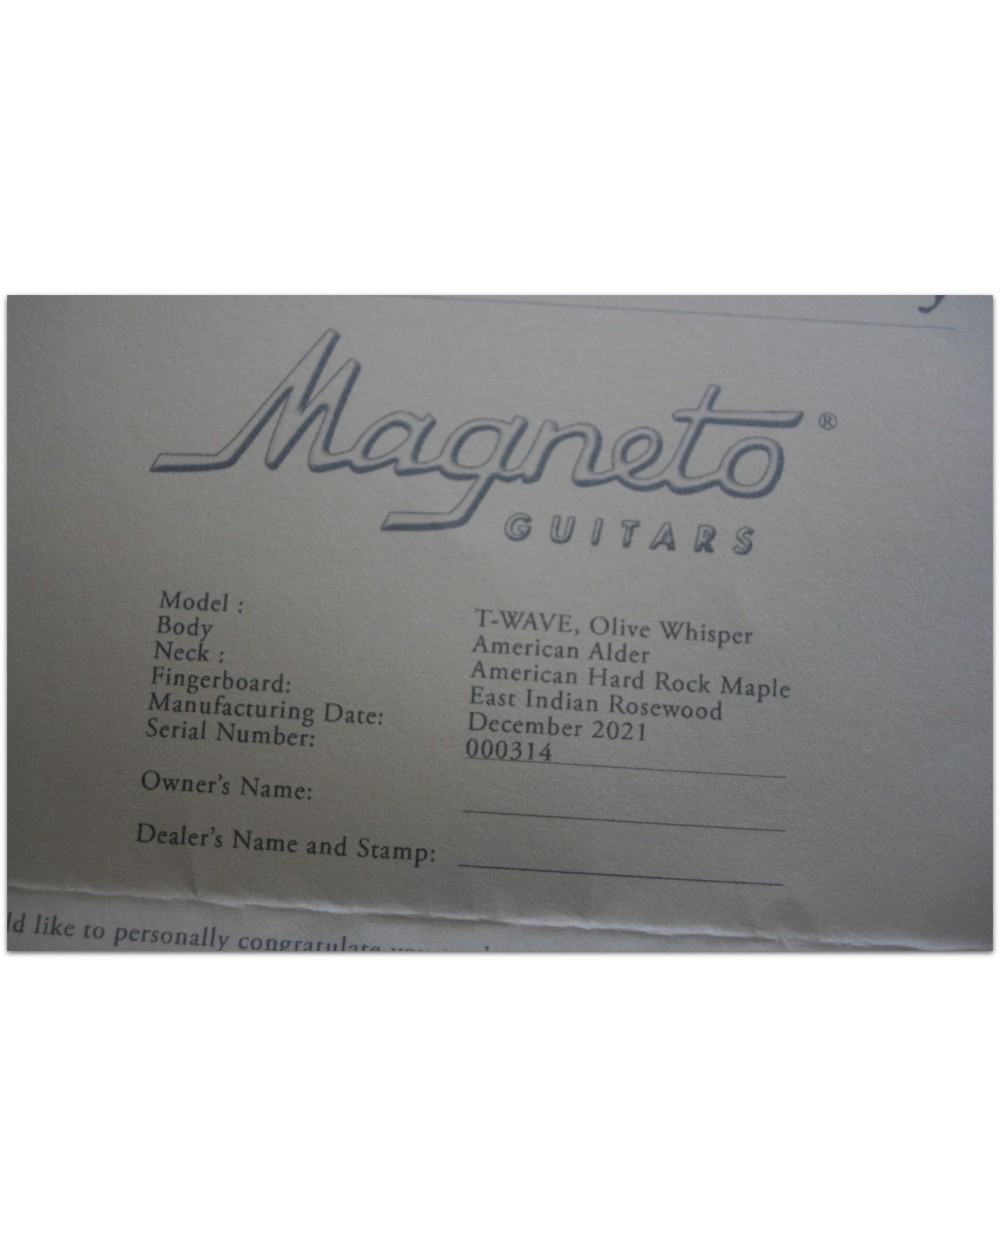 Magneto ®
GUITARS
Model : T-WAVE, Olive Whisper
Body American Alder
Neck : American Hard Rock Maple
Fingerboard: East Indian Rosewood
Manufacturing Date: December 2021
Serial Number: 000314
Owner's Name:
Dealer's Name and Stamp:
like to personally congratulate